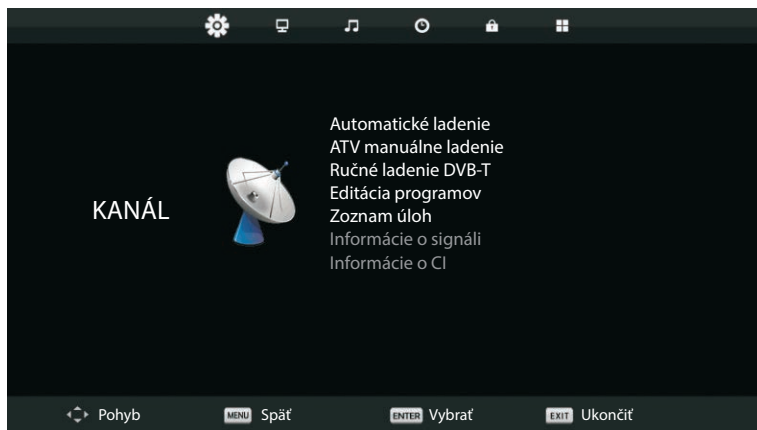 KANÁL
Automatické ladenie
ATV manuálne ladenie
Ručné ladenie DVB-T
Editácia programov
Zoznam úloh
Informácie o signáli
Informácie o CI
Pohyb MENU Späť ENTER Vybrať EXIT Ukončiť